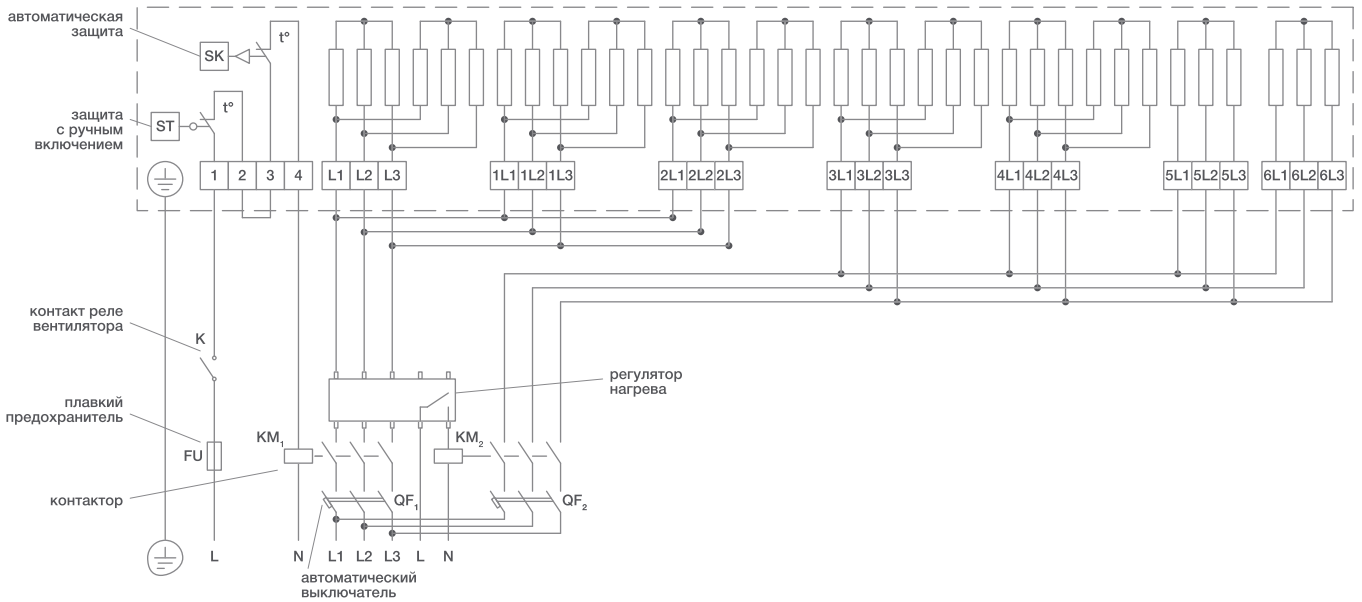 автоматическая
защита
SK
t°
защита
с ручным
включением
ST
t°
1 2 3 4 L1 L2 L3 1L1 1L2 1L3 2L1 2L2 2L3 3L1 3L2 3L3 4L1 4L2 4L3 5L1 5L2 5L3 6L1 6L2 6L3
контакт реле
вентилятора
K
регулятор
нагрева
плавкий
предохранитель
FU
KM1
KM2
контактор
QF1
QF2
L N L1 L2 L3 L N
автоматический
выключатель